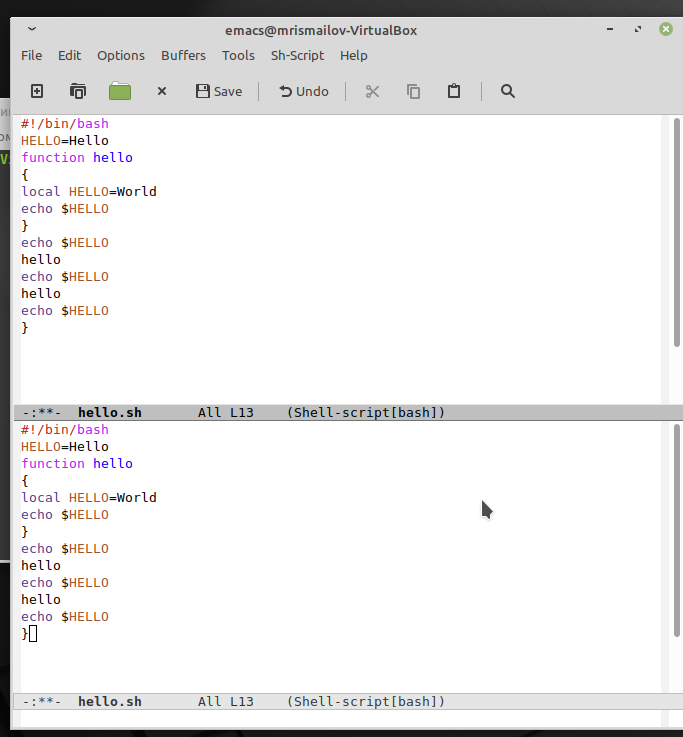 emacs@mrismailov-VirtualBox
File Edit Options Buffers Tools Sh-Script Help
Save Undo
#!/bin/bash
HELLO=Hello
function hello
{
local HELLO=World
echo $HELLO
}
echo $HELLO
hello
echo $HELLO
hello
echo $HELLO
}
-:**- hello.sh All L13 (Shell-script[bash])
#!/bin/bash
HELLO=Hello
function hello
{
local HELLO=World
echo $HELLO
}
echo $HELLO
hello
echo $HELLO
hello
echo $HELLO
}
-:**- hello.sh All L13 (Shell-script[bash])